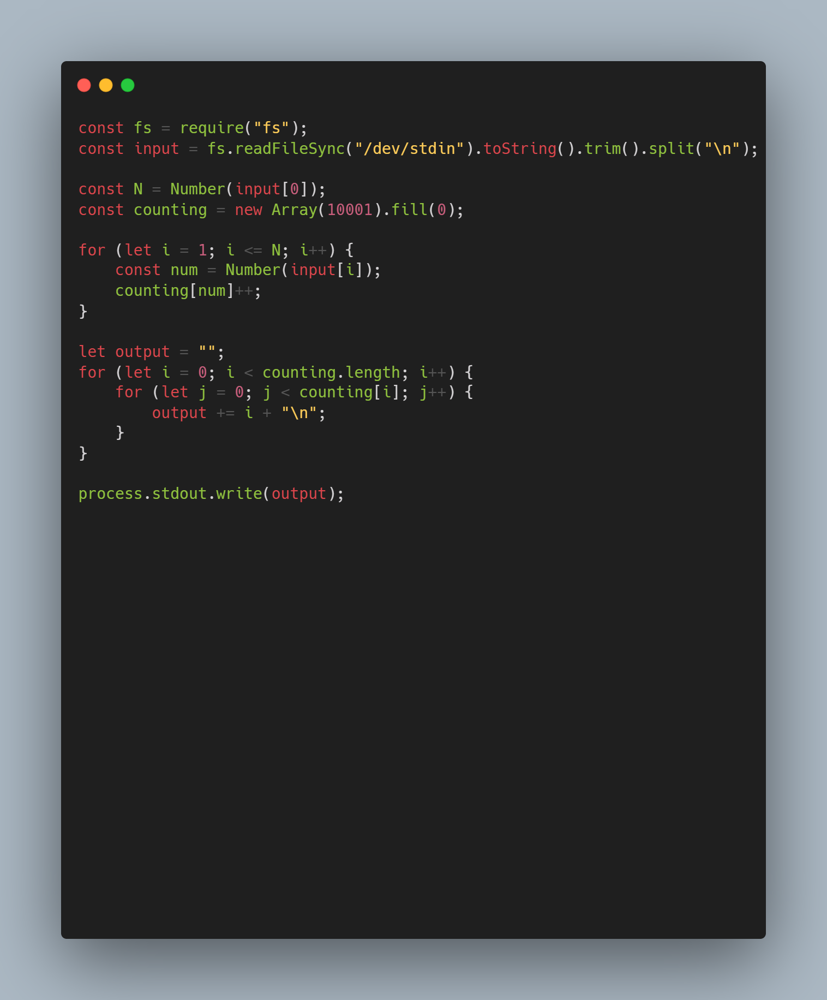 const fs = require("fs");
const input = fs.readFileSync("/dev/stdin").toString().trim().split("\n");

const N = Number(input[0]);
const counting = new Array(10001).fill(0);

for (let i = 1; i <= N; i++) {
    const num = Number(input[i]);
    counting[num]++;
}

let output = "";
for (let i = 0; i < counting.length; i++) {
    for (let j = 0; j < counting[i]; j++) {
        output += i + "\n";
    }
}

process.stdout.write(output);